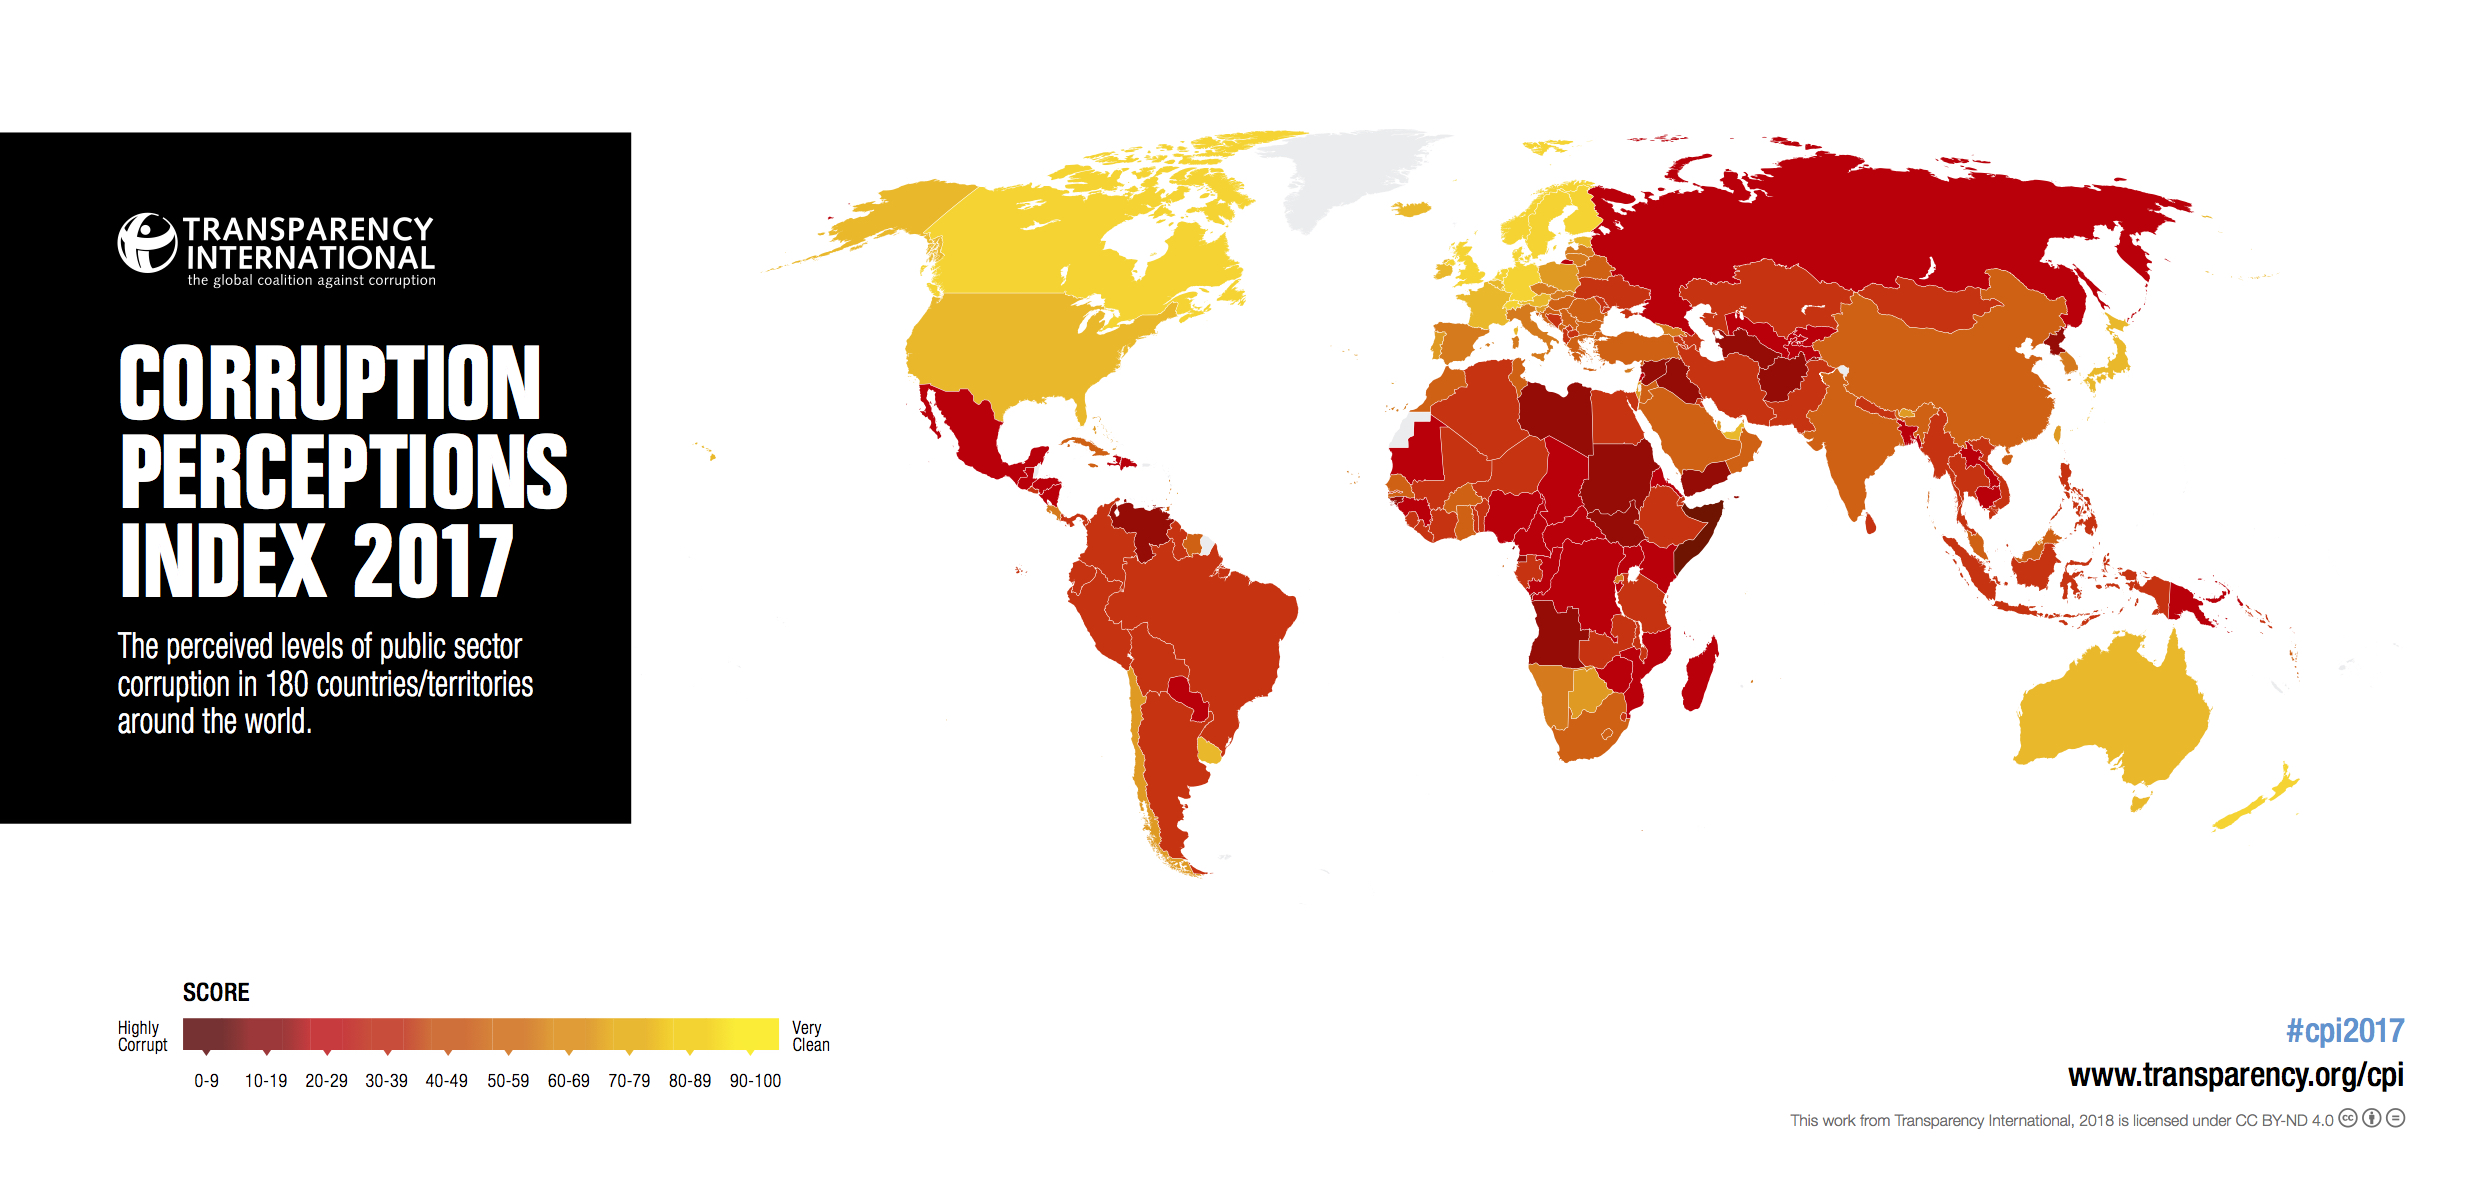 TRANSPARENCY
INTERNATIONAL
the global coalition against corruption
CORRUPTION
PERCEPTIONS
INDEX 2017
The perceived levels of public sector
corruption in 180 countries/territories
around the world.
SCORE
Highly
Corrupt
Very
Clean
0-9 10-19 20-29 30-39 40-49 50-59 60-69 70-79 80-89 90-100
#cpi2017
www.transparency.org/cpi
This work from Transparency International, 2018 is licensed under CC BY-ND 4.0